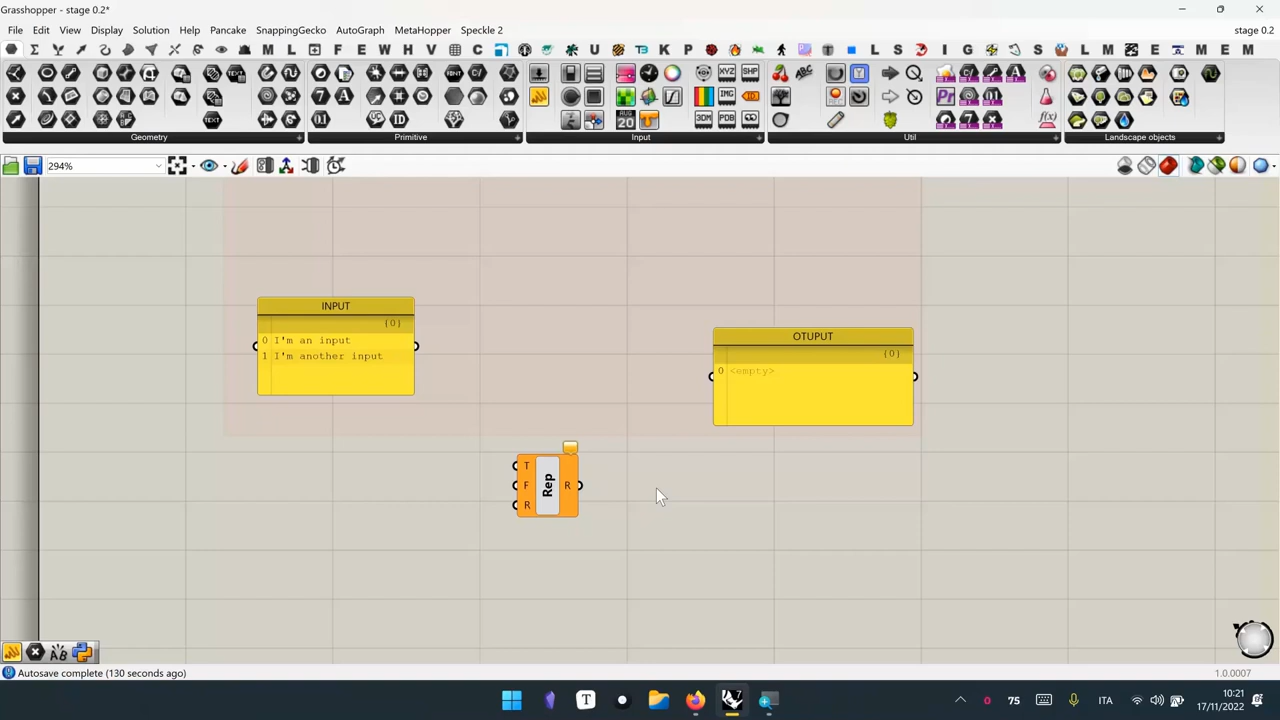 Grasshopper - stage 0.2*
File Edit View Display Solution Help Pancake SnappingGecko AutoGraph MetaHopper Speckle 2
stage 0.2
Geometry
Primitive
Input
Util
Landscape objects
294%
INPUT
{0}
0 I'm an input
1 I'm another input
OTUPUT
{0}
0 <empty>
T
F
R
Rep
R
Autosave complete (130 seconds ago)
1.0.0007
0 75 ITA
10:21
17/11/2022